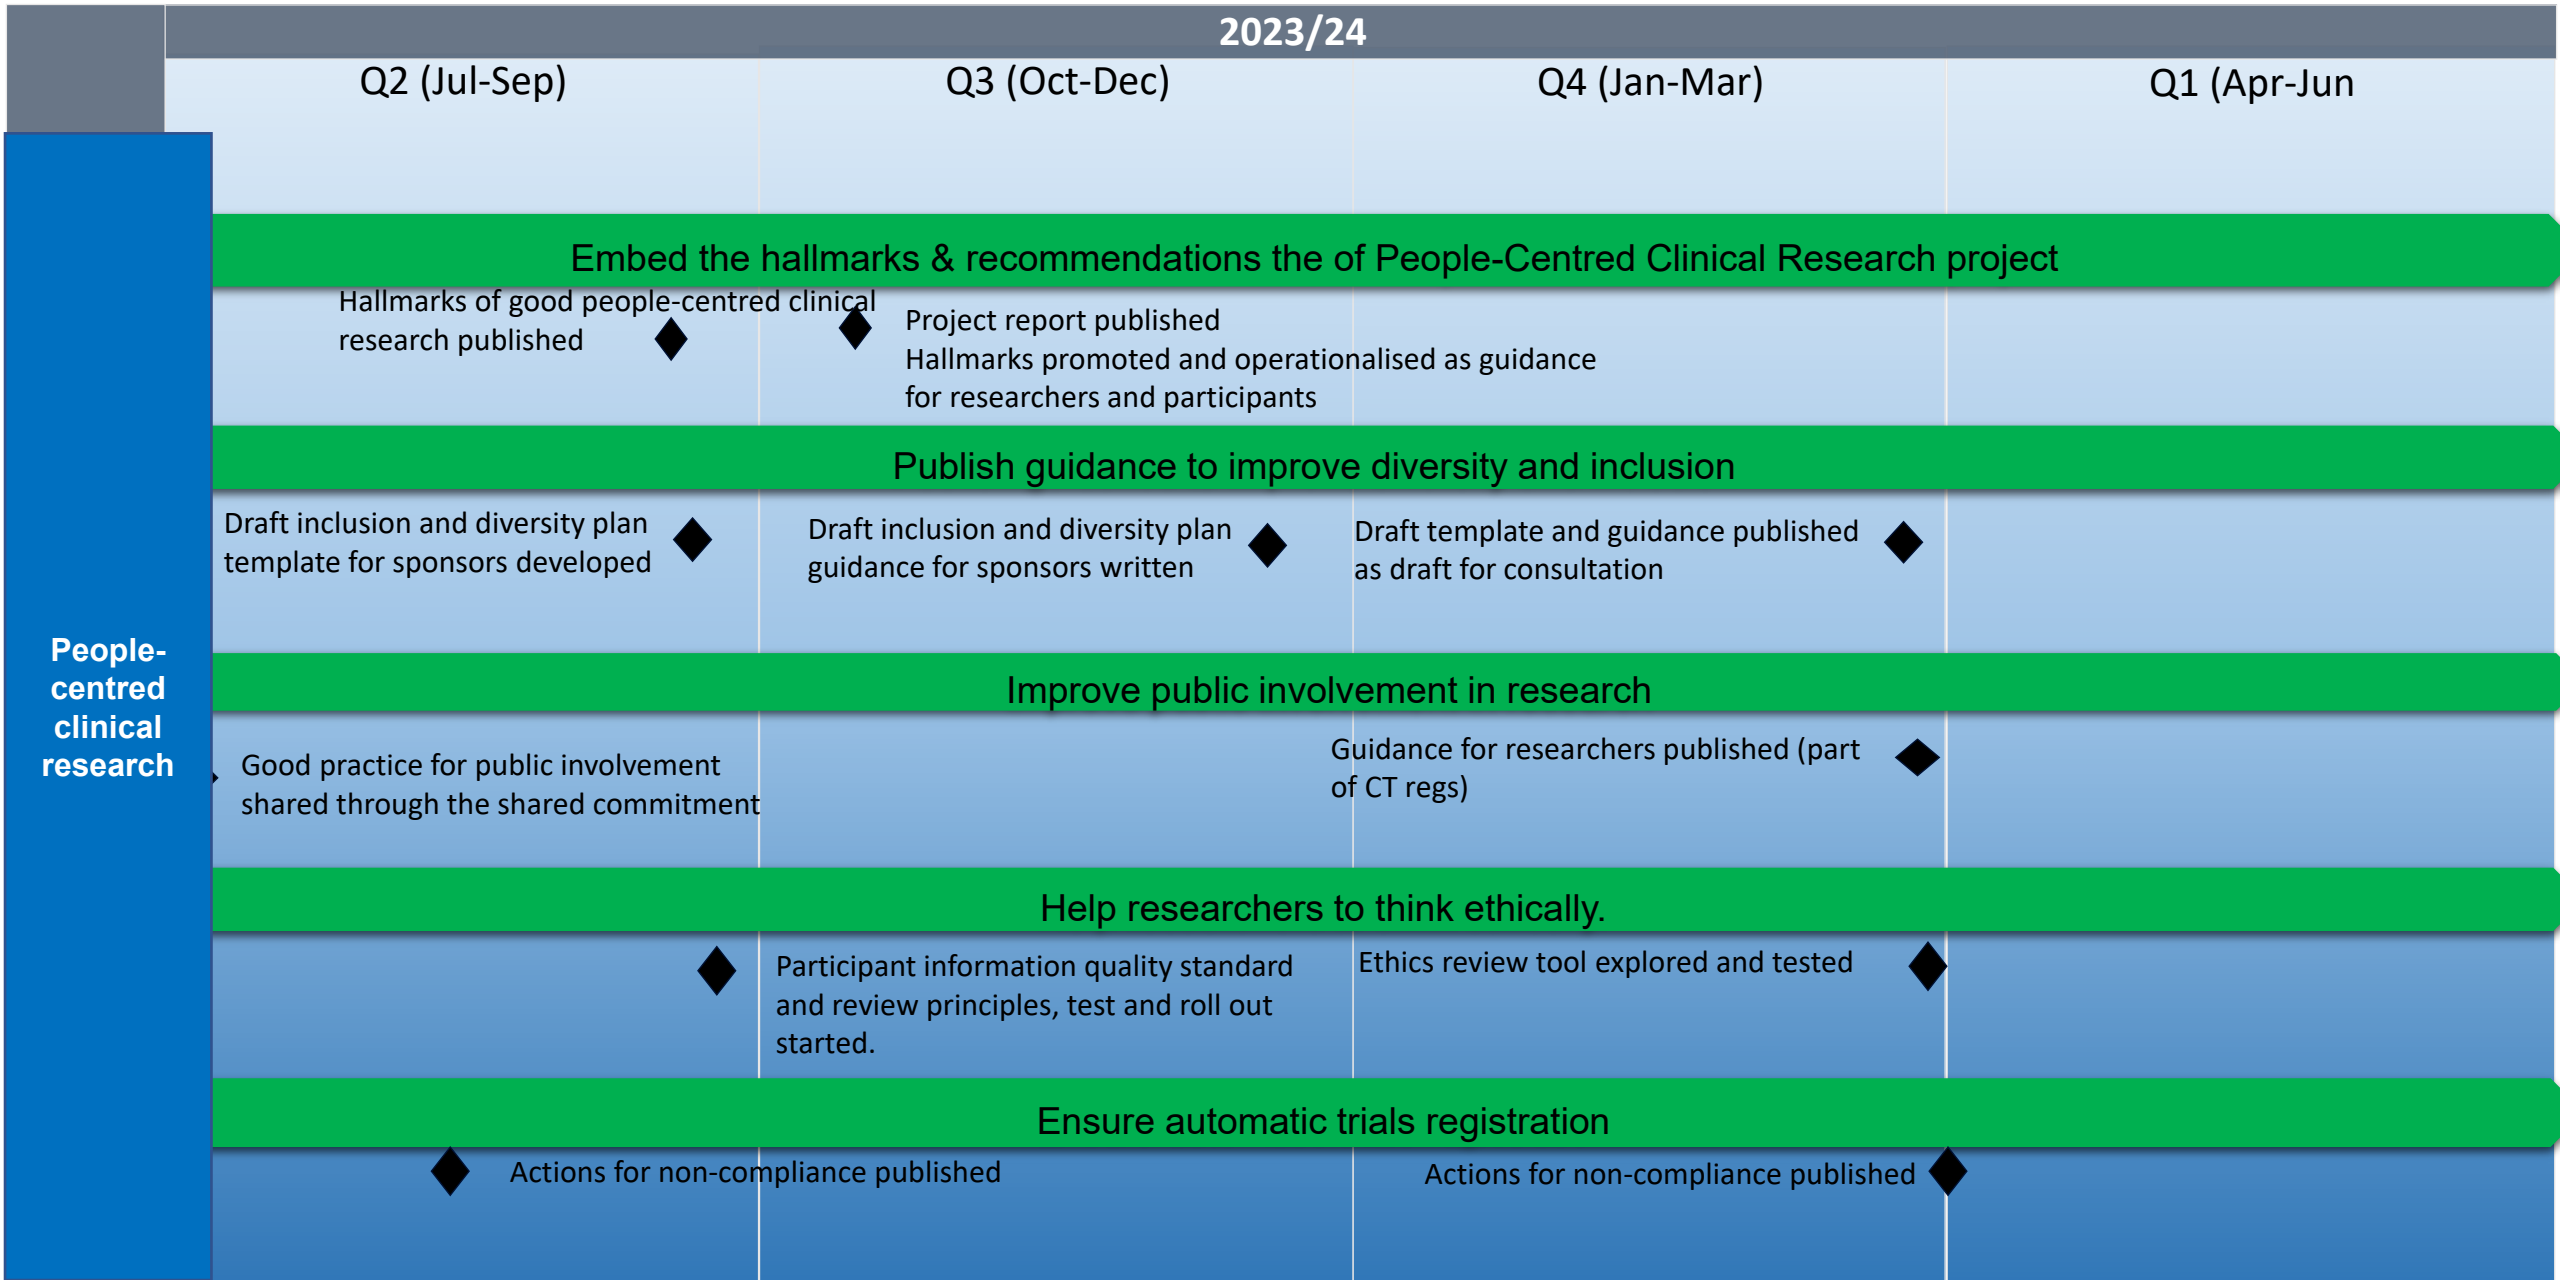 2023/24
Q2 (Jul-Sep)
Q3 (Oct-Dec)
Q4 (Jan-Mar)
Q1 (Apr-Jun
People-
centred
clinical
research
Embed the hallmarks & recommendations the of People-Centred Clinical Research project
Hallmarks of good people-centred clinical
research published
Project report published
Hallmarks promoted and operationalised as guidance
for researchers and participants
Publish guidance to improve diversity and inclusion
Draft inclusion and diversity plan
template for sponsors developed
Draft inclusion and diversity plan
guidance for sponsors written
Draft template and guidance published
as draft for consultation
Improve public involvement in research
Good practice for public involvement
shared through the shared commitment
Guidance for researchers published (part
of CT regs)
Help researchers to think ethically.
Participant information quality standard
and review principles, test and roll out
started.
Ethics review tool explored and tested
Ensure automatic trials registration
Actions for non-compliance published
Actions for non-compliance published